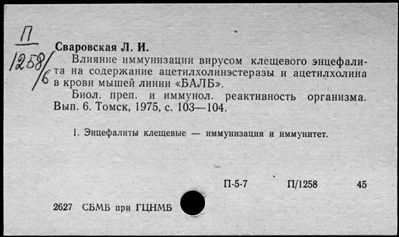 П
1258/6
Сваровская Л. И.
Влияние иммунизации вирусом клещевого энцефали-
та на содержание ацетилхолинэстеразы и ацетилхолина
в крови мышей линии «БАЛБ».
Биол. преп. и иммунол. реактивность организма.
Вып. 6. Томск, 1975, с. 103—104.
1. Энцефалиты клещевые — иммунизация и иммунитет.
П-5-7 П/1258 45
2627 СБМБ при ГЦНМБ